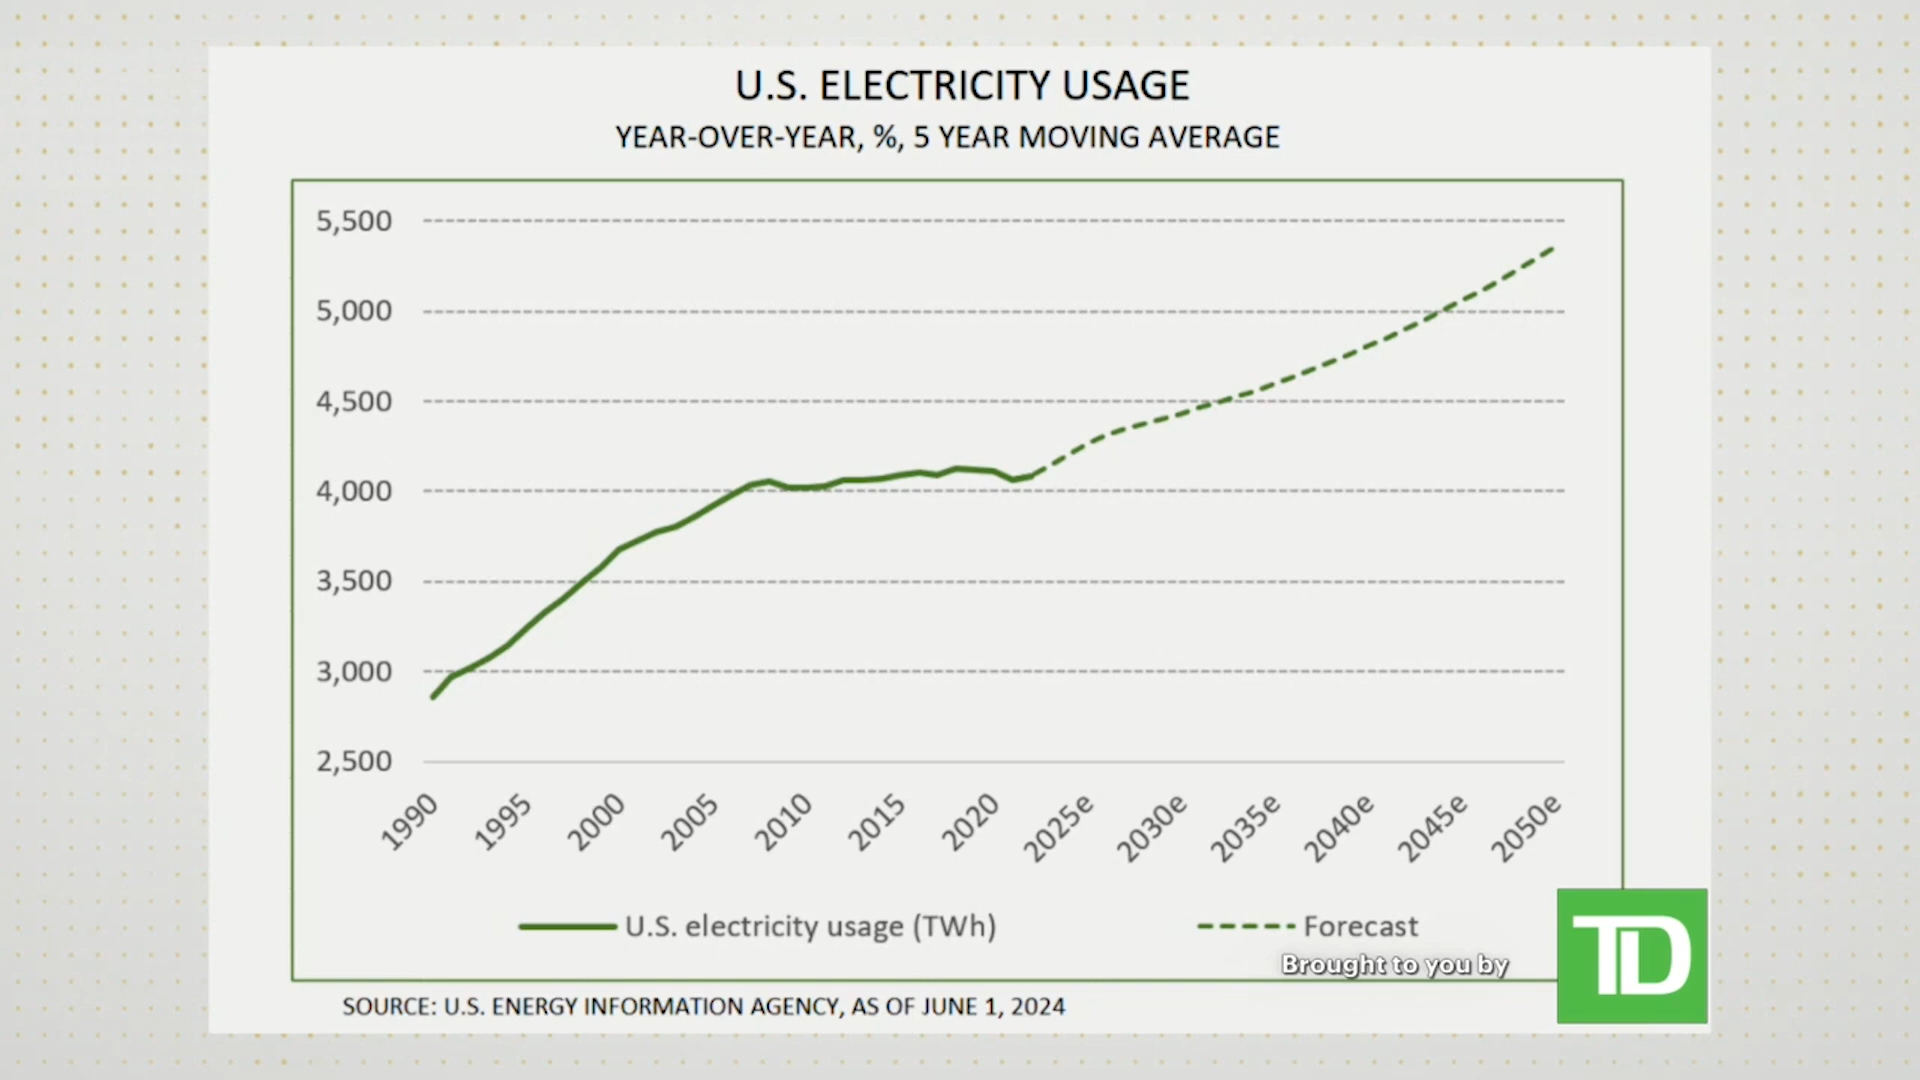 U.S. ELECTRICITY USAGE
YEAR-OVER-YEAR, %, 5 YEAR MOVING AVERAGE
5,500
5,000
4,500
4,000
3,500
3,000
2,500
1990 1995 2000 2005 2010 2015 2020 2025e 2030e 2035e 2040e 2045e 2050e
U.S. electricity usage (TWh) Forecast
Brought to you by
TD
SOURCE: U.S. ENERGY INFORMATION AGENCY, AS OF JUNE 1, 2024